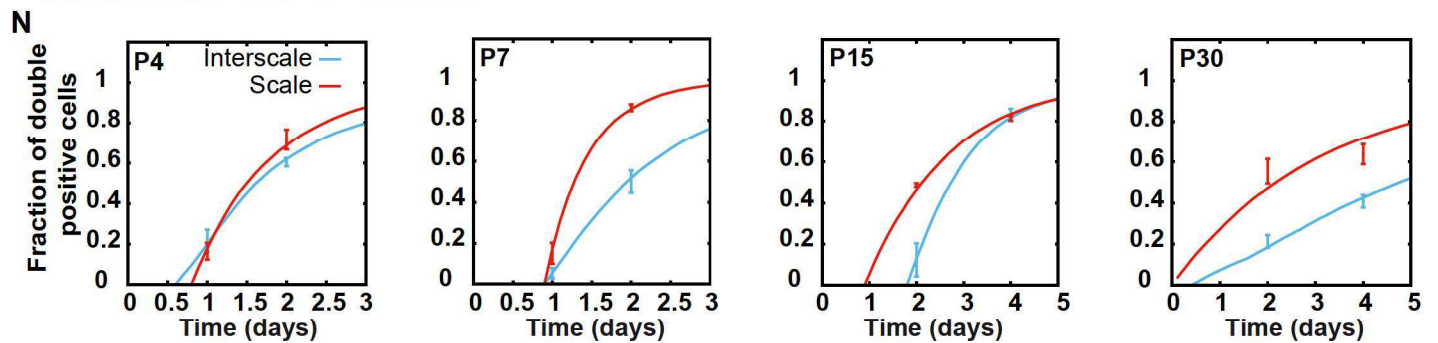 N
Fraction of double
positive cells
P4
Interscale
Scale
1
0.8
0.6
0.4
0.2
0
0 0.5 1 1.5 2 2.5 3
Time (days)
P7
1
0.8
0.6
0.4
0.2
0
0 0.5 1 1.5 2 2.5 3
Time (days)
P15
1
0.8
0.6
0.4
0.2
0
0 1 2 3 4 5
Time (days)
P30
1
0.8
0.6
0.4
0.2
0
0 1 2 3 4 5
Time (days)